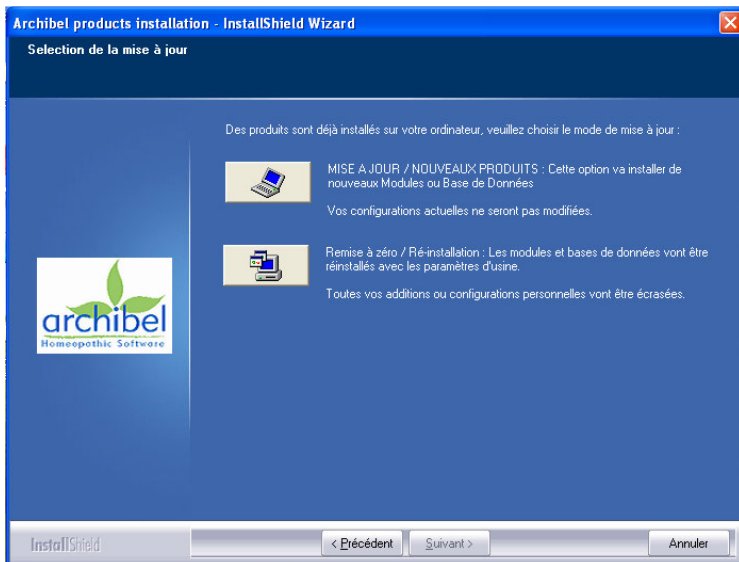 Archibel products installation - InstallShield Wizard
Selection de la mise à jour
Des produits sont déjà installés sur votre ordinateur, veuillez choisir le mode de mise à jour :
MISE A JOUR / NOUVEAUX PRODUITS : Cette option va installer de
nouveaux Modules ou Base de Données
Vos configurations actuelles ne seront pas modifiées.
Remise à zéro / Ré-installation : Les modules et bases de données vont être
réinstallés avec les paramètres d'usine.
Toutes vos additions ou configurations personnelles vont être écrasées.
archibel
Homeopathic Software
InstallShield
< Précédent
Suivant >
Annuler